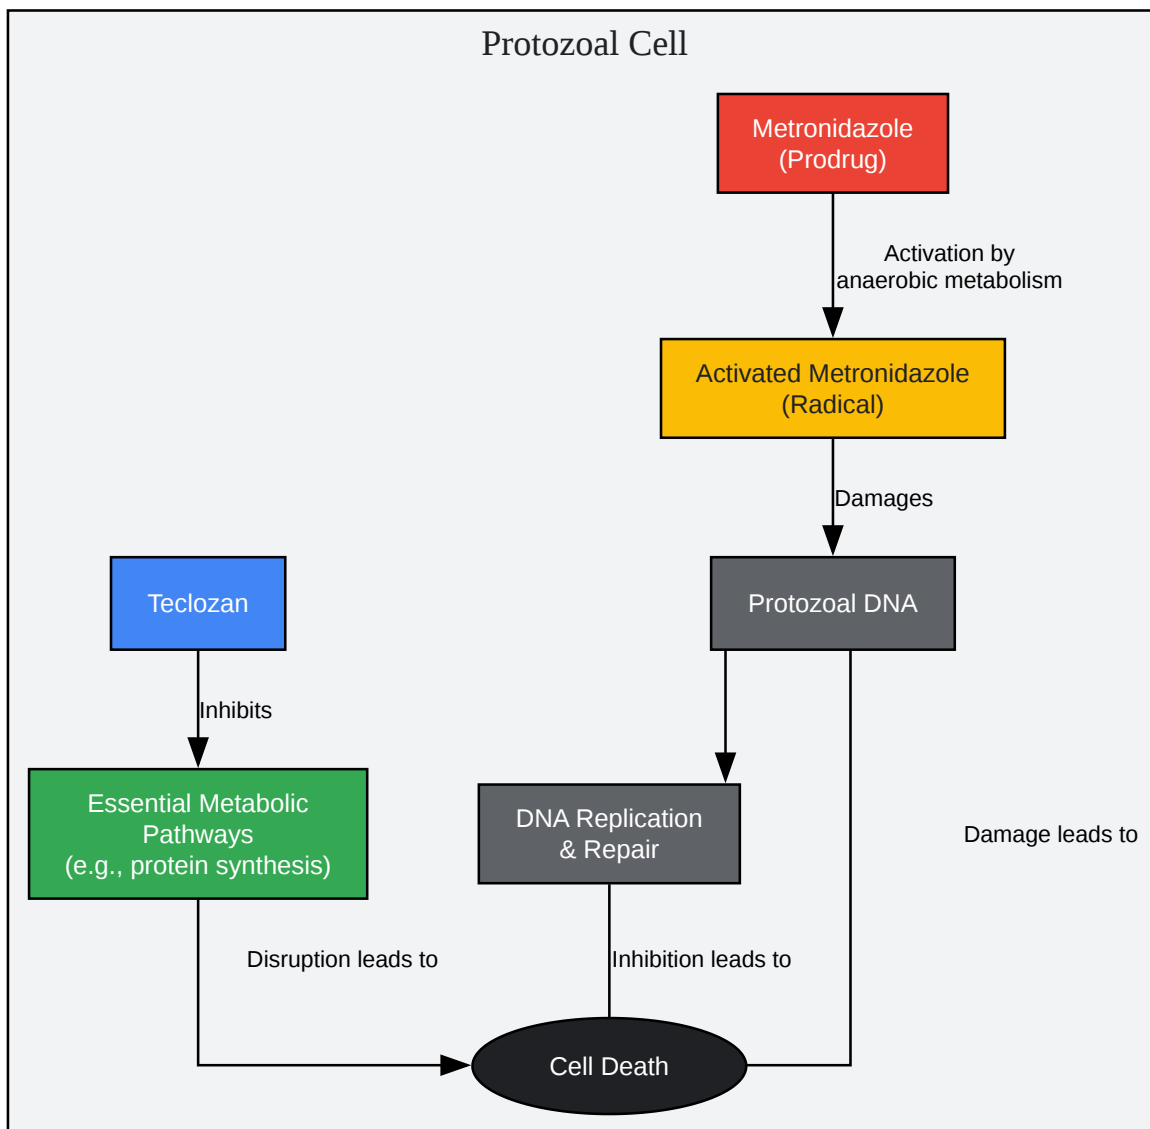 Protozoal Cell
Metronidazole
(Prodrug)
Activation by
anaerobic metabolism
Activated Metronidazole
(Radical)
Damages
Teclozan
Protozoal DNA
Inhibits
Essential Metabolic
Pathways
(e.g., protein synthesis)
DNA Replication
& Repair
Damage leads to
Disruption leads to
Inhibition leads to
Cell Death